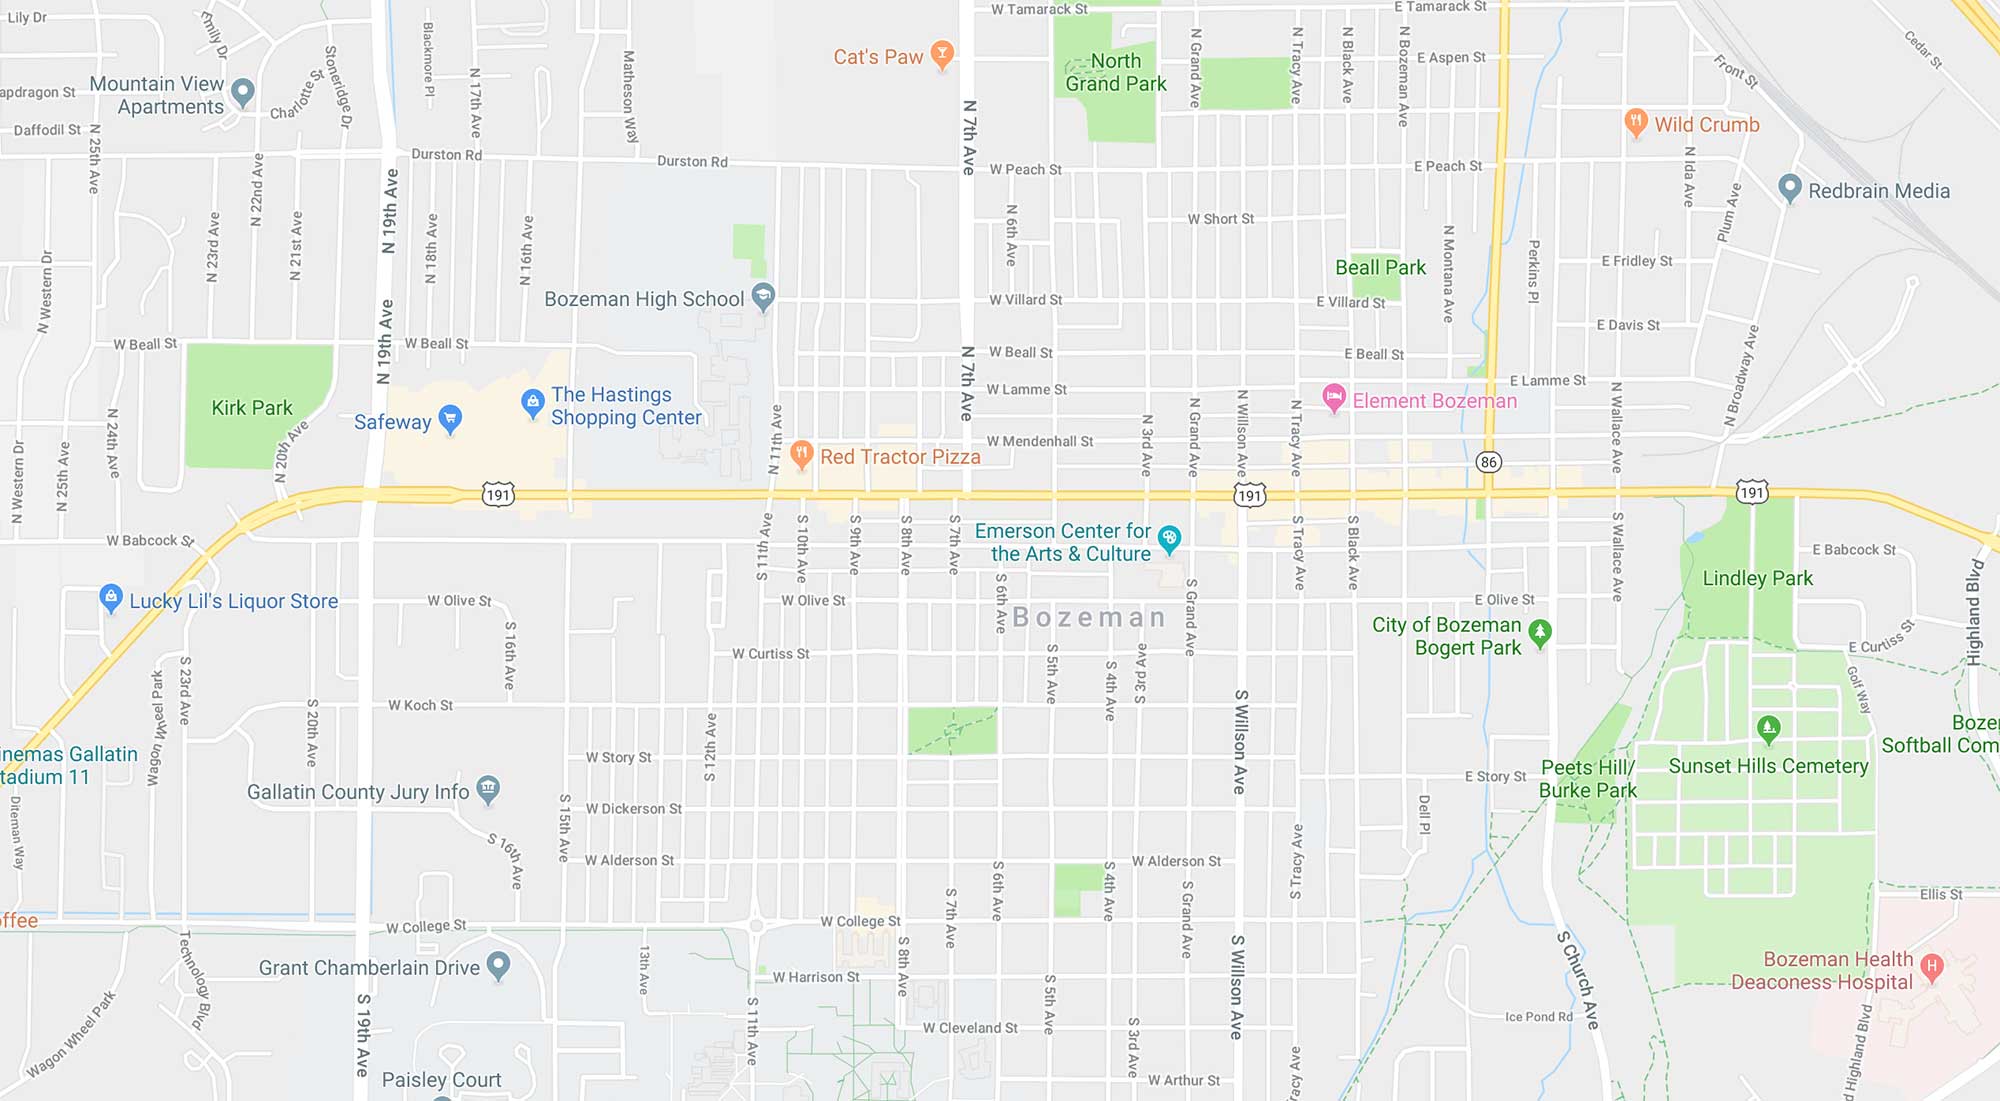 Lily Dr
Emily Dr
Stoneridge Dr
Blackmore Pl
N 17th Ave
Matheson Way
Cat's Paw
W Tamarack St
E Tamarack St
North
Grand Park
N Grand Ave
N Tracy Ave
N Black Ave
N Bozeman Ave
E Aspen St
Cedar St
Front St
Mountain View
Apartments
Charlotte St
apdragon St
Daffodil St
N 25th Ave
Durston Rd
Durston Rd
N 7th Ave
W Peach St
E Peach St
Wild Crumb
N Ida Ave
Redbrain Media
Plum Ave
N 22nd Ave
N 23rd Ave
N 21st Ave
N 19th Ave
N 18th Ave
N 16th Ave
N 6th Ave
W Short St
N Montana Ave
Perkins Pl
E Fridley St
Beall Park
N Western Dr
Bozeman High School
W Villard St
E Villard St
E Davis St
N 19th Ave
W Beall St
W Beall St
N 7th Ave
W Beall St
E Beall St
N Broadway Ave
Kirk Park
The Hastings
Shopping Center
Safeway
W Lamme St
E Lamme St
Element Bozeman
N 24th Ave
N 25th Ave
N Western Dr
N 20th Ave
N 11th Ave
Red Tractor Pizza
W Mendenhall St
N 3rd Ave
N Grand Ave
N Willson Ave
N Tracy Ave
N Wallace Ave
86
191
191
191
W Babcock St
S 11th Ave
S 10th Ave
S 9th Ave
S 8th Ave
S 7th Ave
Emerson Center for
the Arts & Culture
S Tracy Ave
S Black Ave
S Wallace Ave
E Babcock St
Lindley Park
Highland Blvd
Lucky Lil's Liquor Store
W Olive St
W Olive St
S 6th Ave
Bozeman
S Grand Ave
E Olive St
City of Bozeman
Bogert Park
E Curtiss St
S 16th Ave
W Curtiss St
S 5th Ave
S 4th Ave
S 3rd Ave
Golf Way
S 23rd Ave
Wagon Wheel Park
S 20th Ave
W Koch St
S 12th Ave
S Willson Ave
Bozem
Softball Com
inemas Gallatin
tadium 11
W Story St
E Story St
Peets Hill/
Burke Park
Sunset Hills Cemetery
Gallatin County Jury Info
Diteman Way
S 15th Ave
W Dickerson St
Dell Pl
S 16th Ave
W Alderson St
W Alderson St
S Tracy Ave
S 7th Ave
S 6th Ave
S 4th Ave
S Grand Ave
Ellis St
offee
W College St
W College St
Technology Blvd
Grant Chamberlain Drive
13th Ave
S 8th Ave
S Willson Ave
S Church Ave
Bozeman Health
Deaconess Hospital
W Harrison St
S 19th Ave
S 11th Ave
S 5th Ave
W Cleveland St
S 3rd Ave
Ice Pond Rd
Wagon Wheel Park
Paisley Court
W Arthur St
Tracy Ave
Highland Blvd